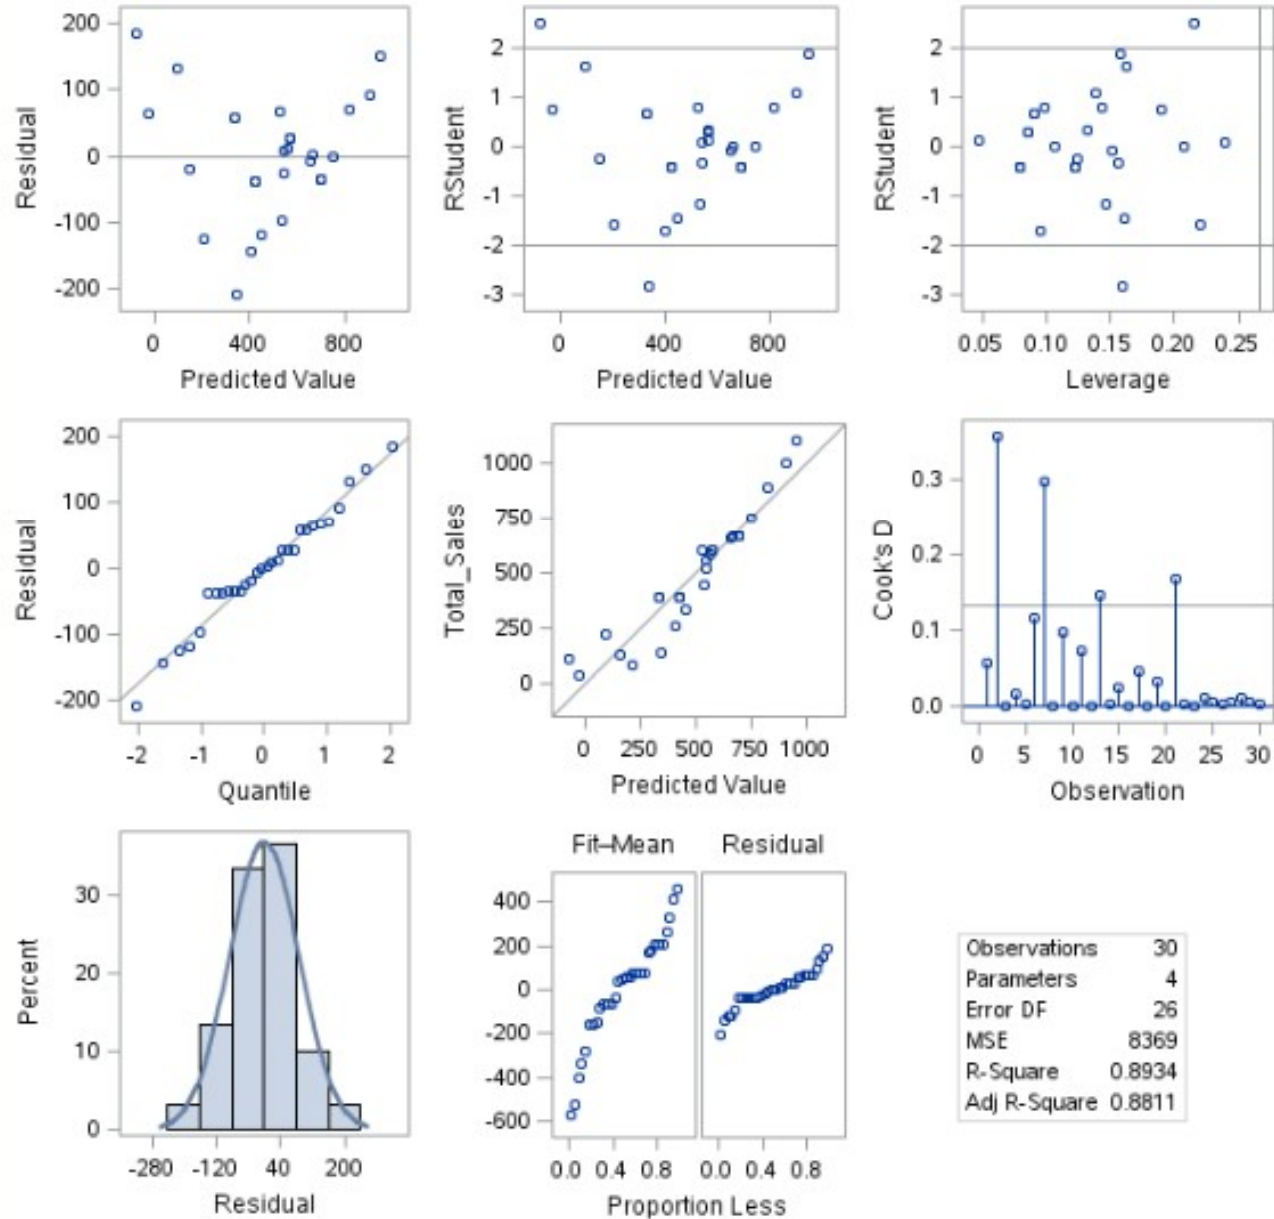 200
100
0
-100
-200
Residual
0 400 800
Predicted Value
2
1
0
-1
-2
-3
RStudent
0 400 800
Predicted Value
2
1
0
-1
-2
-3
RStudent
0.05 0.10 0.15 0.20 0.25
Leverage
200
100
0
-100
-200
Residual
-2 -1 0 1 2
Quantile
1000
750
500
250
0
Total_Sales
0 250 500 750 1000
Predicted Value
0.3
0.2
0.1
0.0
Cook's D
0 5 10 15 20 25 30
Observation
30
20
10
0
Percent
-280 -120 40 200
Residual
Fit–Mean Residual
400
200
0
-200
-400
-600
0.0 0.4 0.8 0.0 0.4 0.8
Proportion Less
Observations 30
Parameters 4
Error DF 26
MSE 8369
R-Square 0.8934
Adj R-Square 0.8811